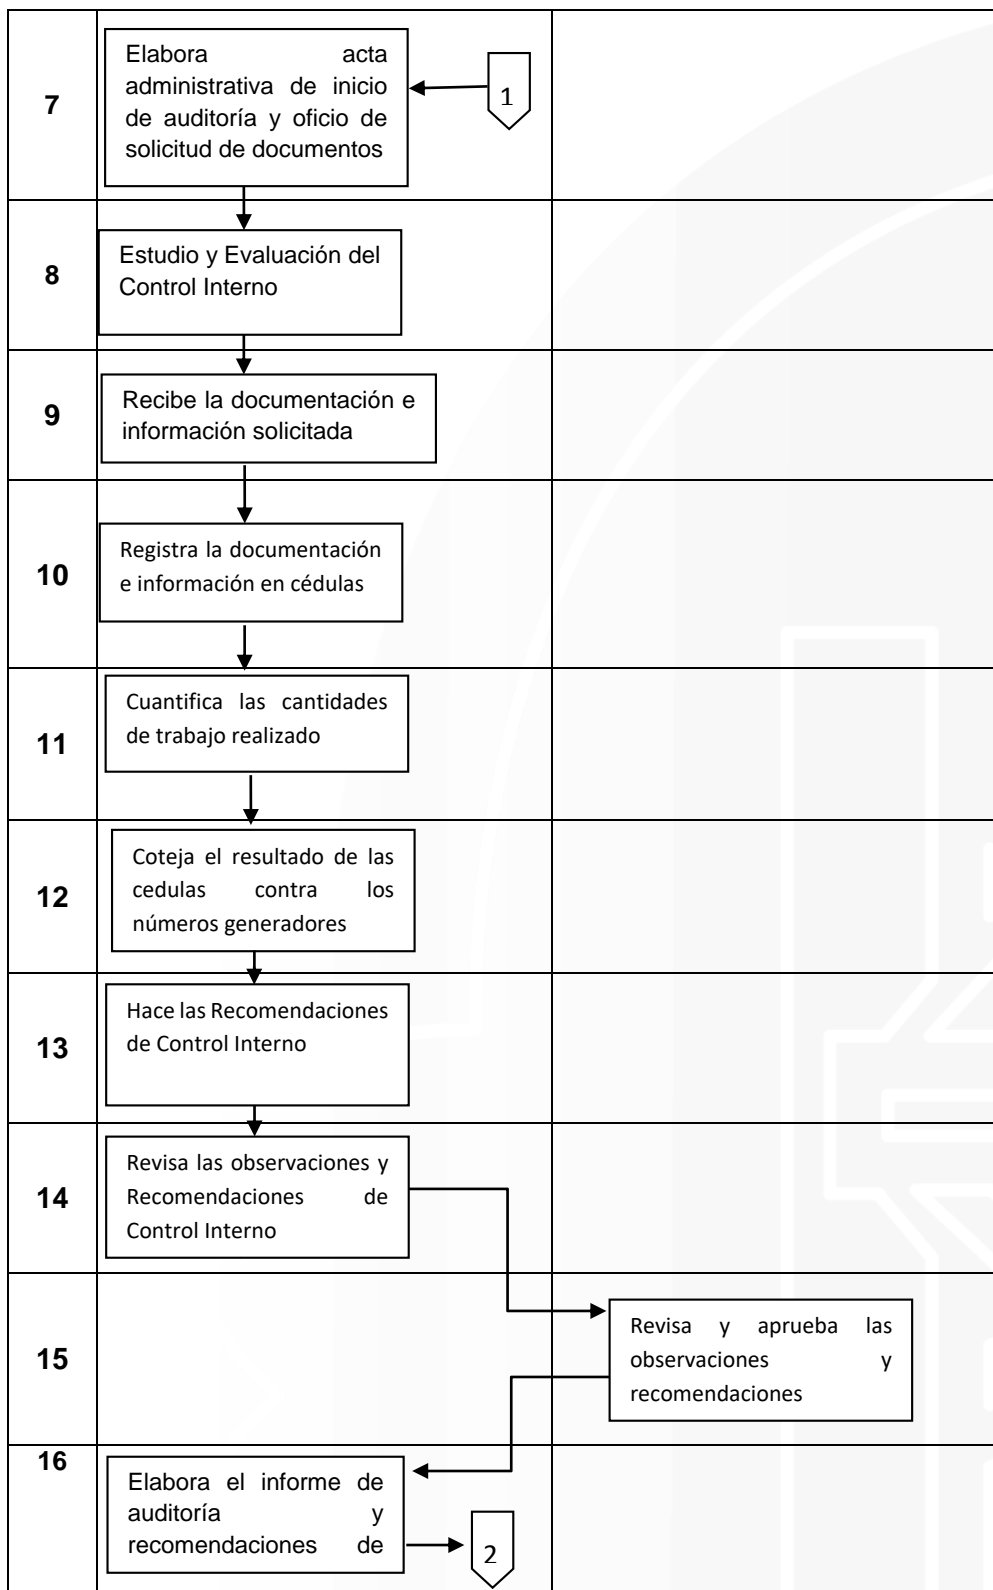 7
Elabora acta
administrativa de inicio
de auditoría y oficio de
solicitud de documentos
1
8
Estudio y Evaluación del
Control Interno
9
Recibe la documentación e
información solicitada
10
Registra la documentación
e información en cédulas
11
Cuantifica las cantidades
de trabajo realizado
12
Coteja el resultado de las
cedulas contra los
números generadores
13
Hace las Recomendaciones
de Control Interno
14
Revisa las observaciones y
Recomendaciones de
Control Interno
15
Revisa y aprueba las
observaciones y
recomendaciones
16
Elabora el informe de
auditoría y
recomendaciones de
2